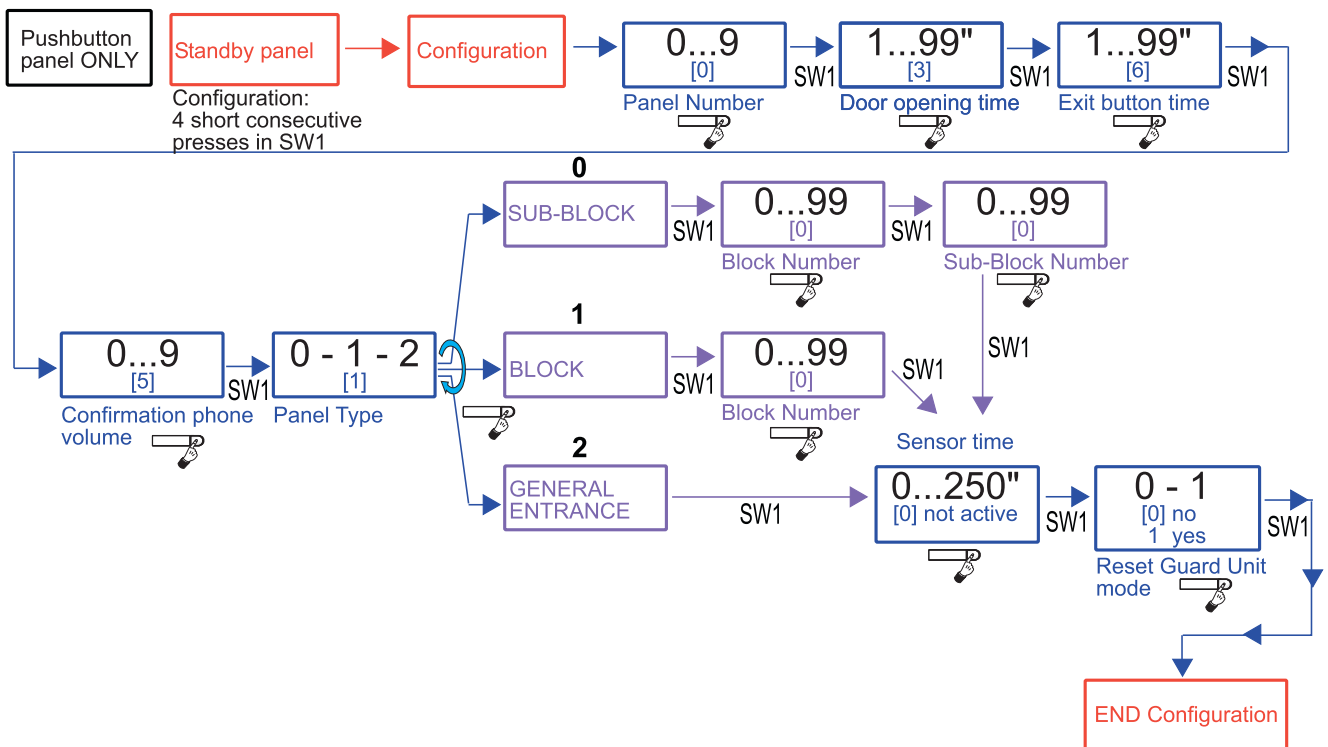 Pushbutton
panel ONLY
Standby panel
Configuration
Configuration:
4 short consecutive
presses in SW1
0...9
[0]
Panel Number
SW1
1...99"
[3]
Door opening time
SW1
1...99"
[6]
Exit button time
SW1
0...9
[5]
Confirmation phone
volume
SW1
0 - 1 - 2
[1]
Panel Type
0
SUB-BLOCK
SW1
0...99
[0]
Block Number
SW1
0...99
[0]
Sub-Block Number
SW1
1
BLOCK
SW1
0...99
[0]
Block Number
SW1
2
GENERAL
ENTRANCE
SW1
Sensor time
0...250"
[0] not active
SW1
0 - 1
[0] no
1 yes
Reset Guard Unit
mode
SW1
END Configuration